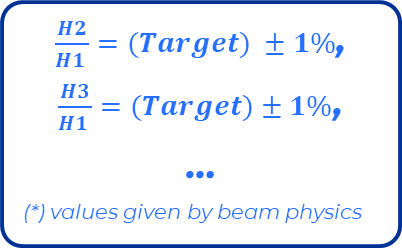 H2/H1 = (Target) ± 1%,
H3/H1 = (Target) ± 1%,
...
(*) values given by beam physics